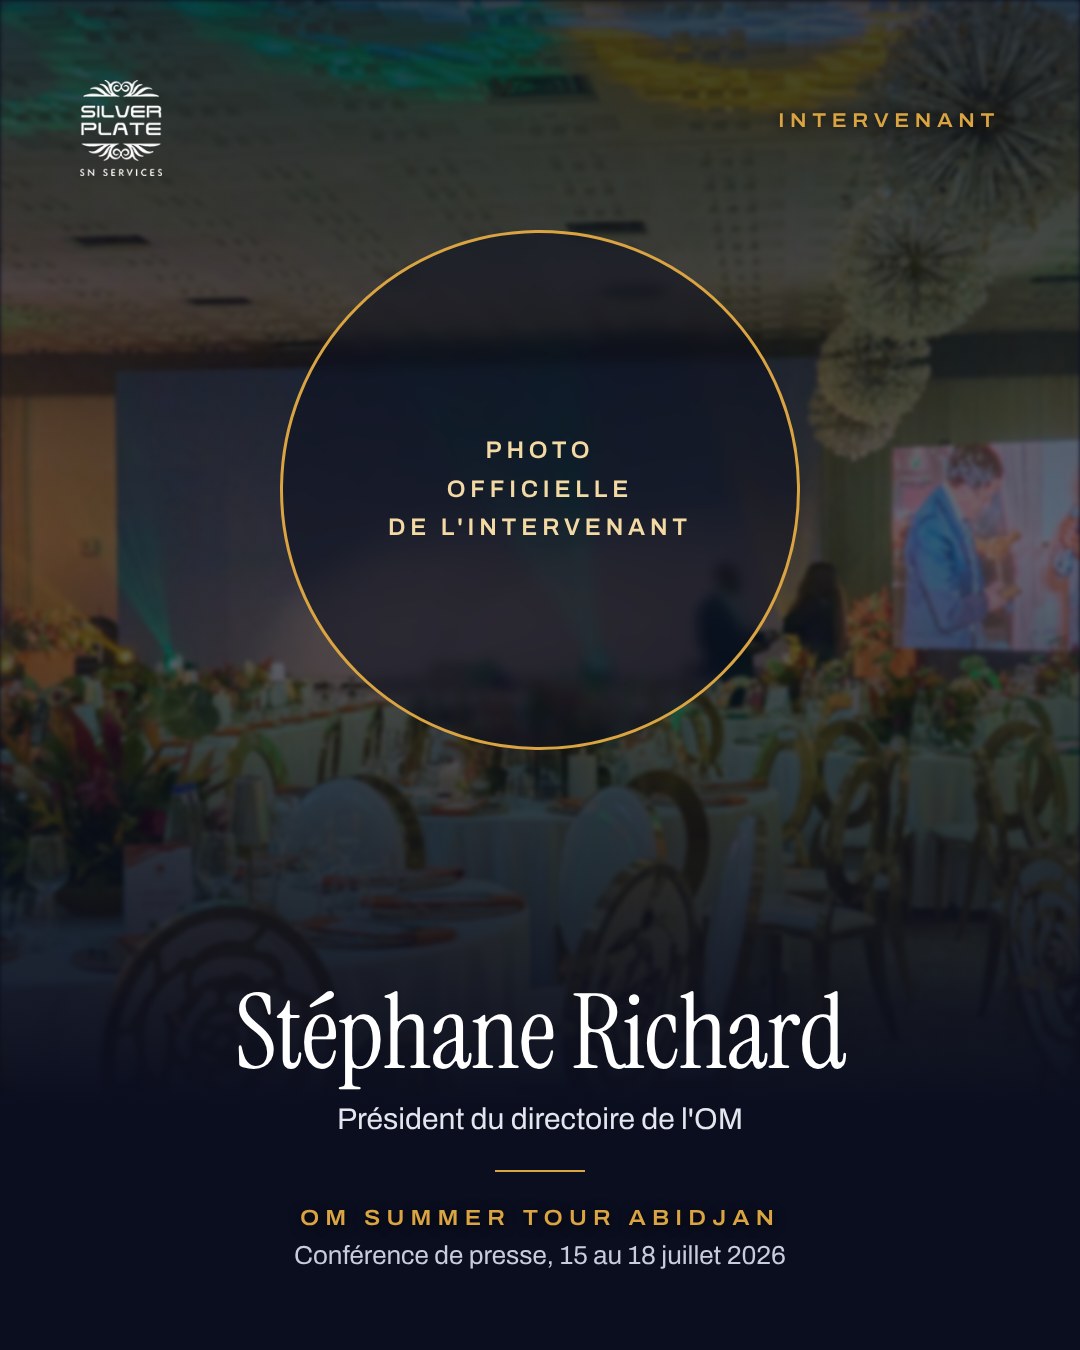 SILVER
PLATE
SN SERVICES
INTERVENANT
PHOTO
OFFICIELLE
DE L'INTERVENANT
Stéphane Richard
Président du directoire de l'OM
OM SUMMER TOUR ABIDJAN
Conférence de presse, 15 au 18 juillet 2026